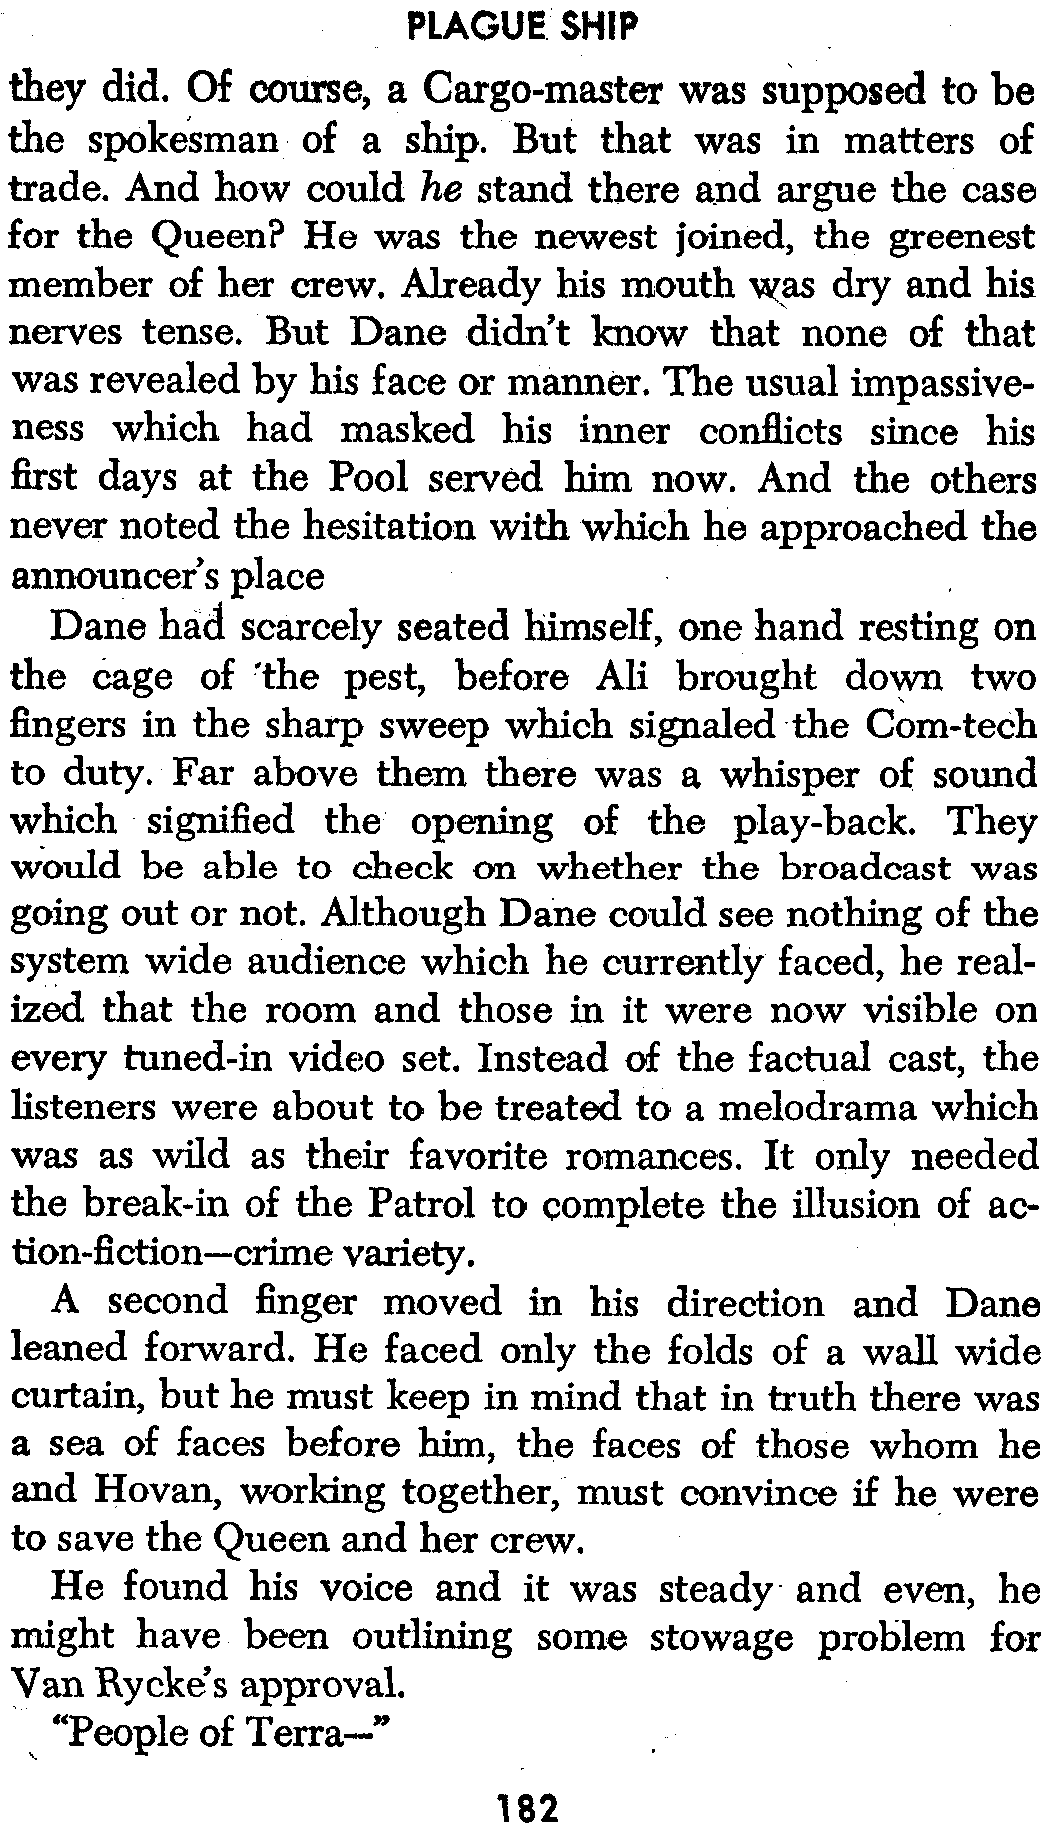 PLAGUE SHIP
they did. Of course, a Cargo-master was supposed to be
the spokesman of a ship. But that was in matters of
trade. And how could he stand there and argue the case
for the Queen? He was the newest joined, the greenest
member of her crew. Already his mouth was dry and his
nerves tense. But Dane didn't know that none of that
was revealed by his face or manner. The usual impassive-
ness which had masked his inner conflicts since his
first days at the Pool served him now. And the others
never noted the hesitation with which he approached the
announcer's place
Dane had scarcely seated himself, one hand resting on
the cage of the pest, before Ali brought down two
fingers in the sharp sweep which signaled the Com-tech
to duty. Far above them there was a whisper of sound
which signified the opening of the play-back. They
would be able to check on whether the broadcast was
going out or not. Although Dane could see nothing of the
system wide audience which he currently faced, he real-
ized that the room and those in it were now visible on
every tuned-in video set. Instead of the factual cast, the
listeners were about to be treated to a melodrama which
was as wild as their favorite romances. It only needed
the break-in of the Patrol to complete the illusion of ac-
tion-fiction—crime variety.
A second finger moved in his direction and Dane
leaned forward. He faced only the folds of a wall wide
curtain, but he must keep in mind that in truth there was
a sea of faces before him, the faces of those whom he
and Hovan, working together, must convince if he were
to save the Queen and her crew.
He found his voice and it was steady and even, he
might have been outlining some stowage problem for
Van Rycke's approval.
"People of Terra—"
182